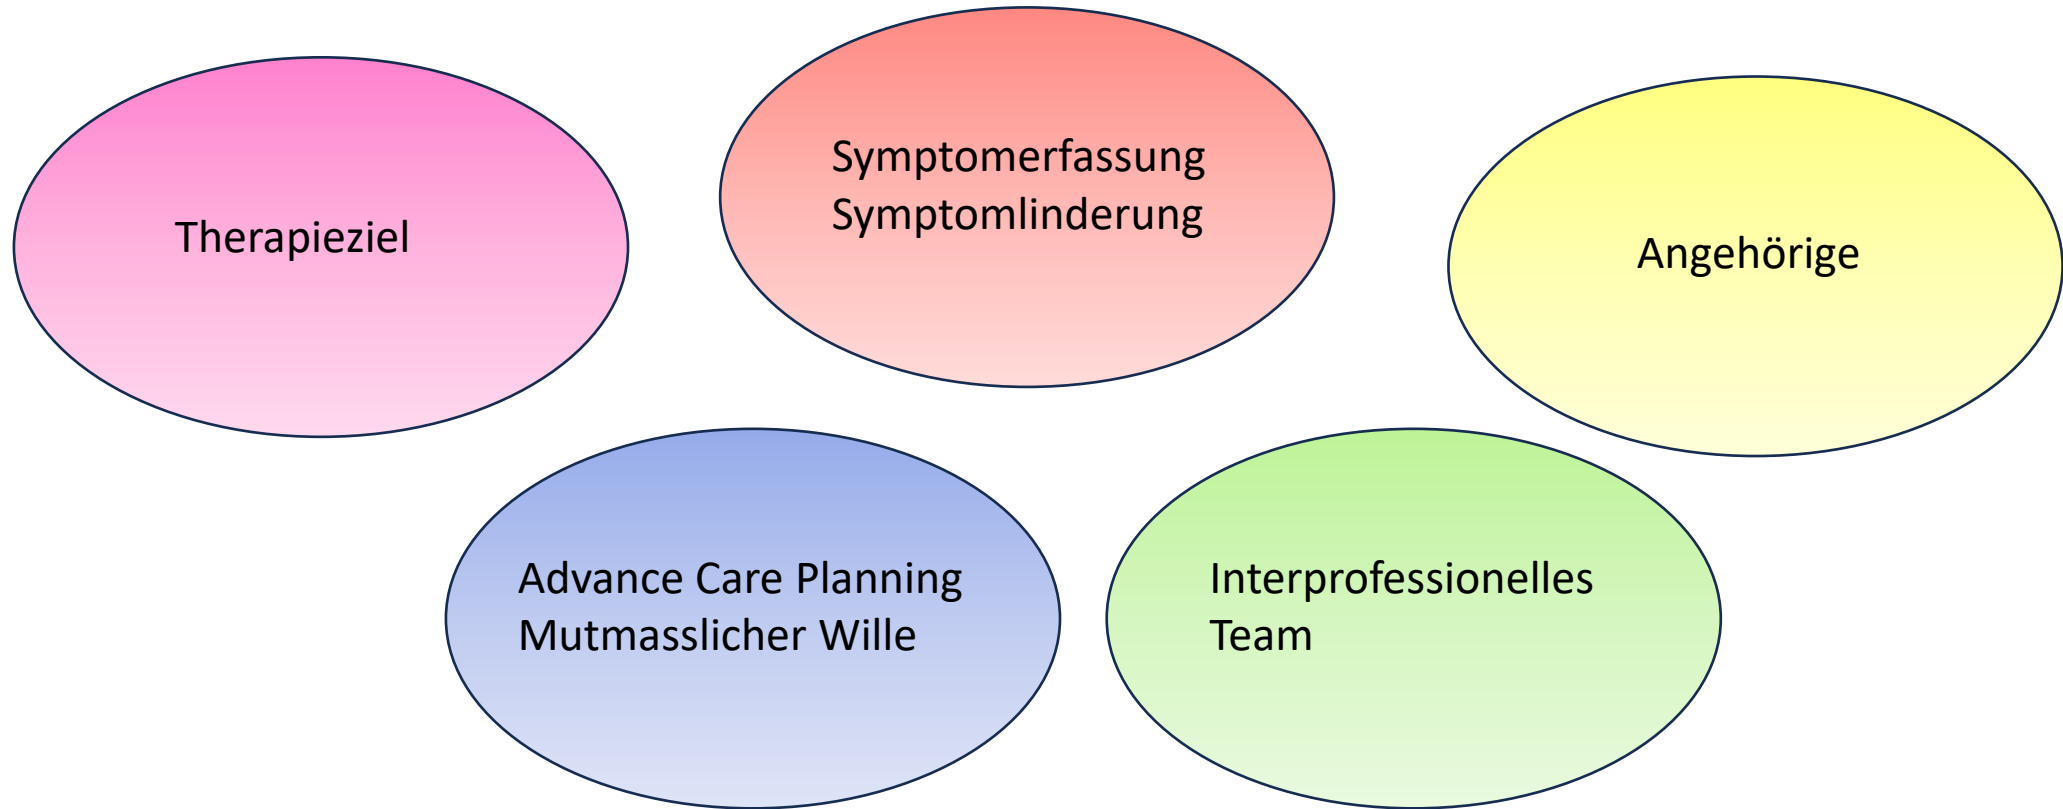 Therapieziel
Symptomerfassung
Symptomlinderung
Angehörige
Advance Care Planning
Mutmasslicher Wille
Interprofessionelles
Team